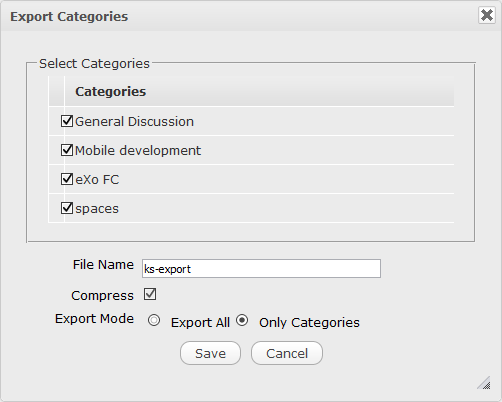 Export Categories
Select Categories
Categories
General Discussion
Mobile development
eXo FC
spaces
File Name ks-export
Compress
Export Mode Export All Only Categories
Save Cancel